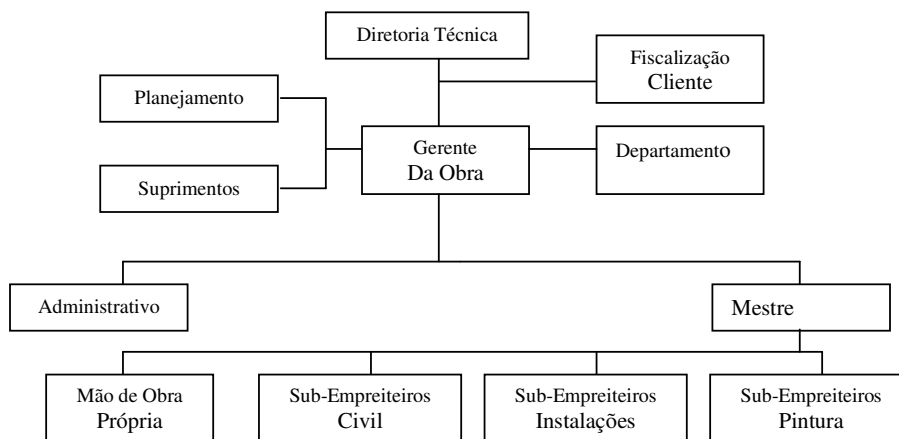 Diretoria Técnica
Fiscalização
Cliente
Planejamento
Gerente
Da Obra
Departamento
Suprimentos
Administrativo
Mestre
Mão de Obra
Própria
Sub-Empreiteiros
Civil
Sub-Empreiteiros
Instalações
Sub-Empreiteiros
Pintura